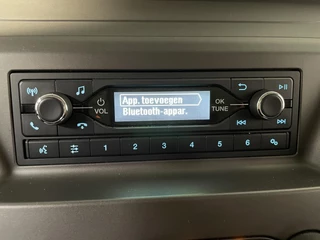 App. toevoegen
Bluetooth-appar.
VOL
OK
TUNE
1 2 3 4 5 6